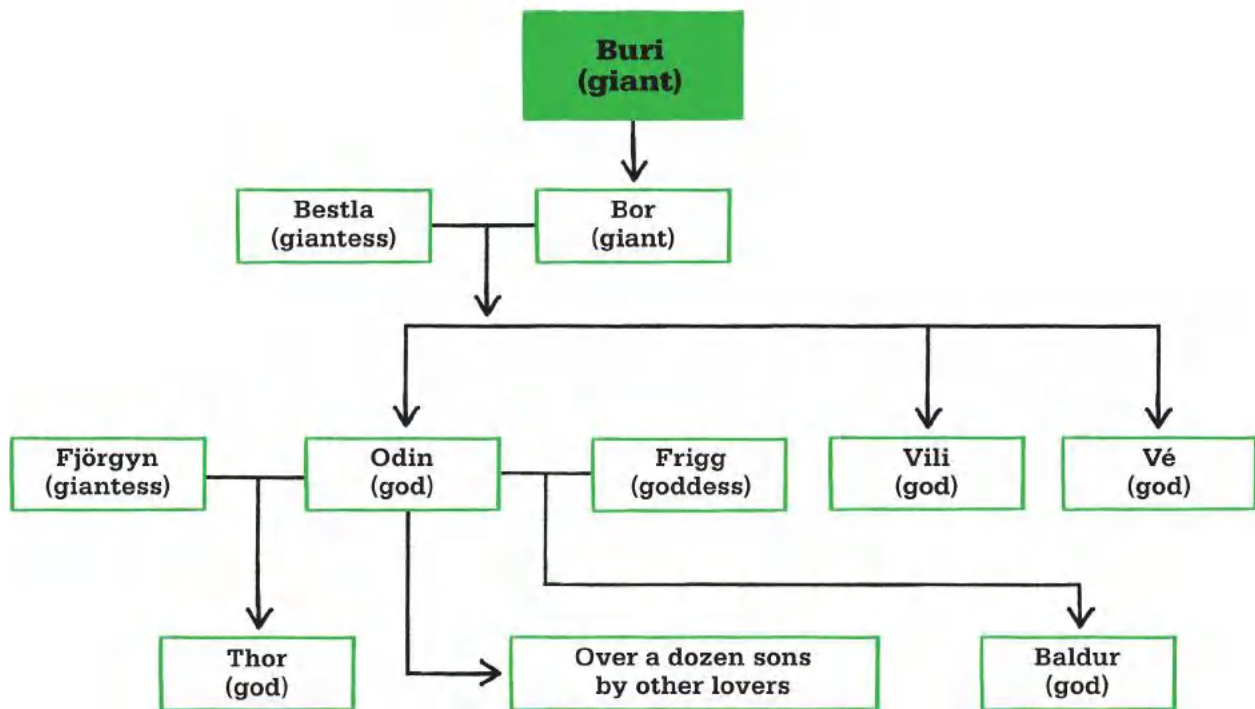 Buri
(giant)
Bestla
(giantess)
Bor
(giant)
Fjörgyn
(giantess)
Odin
(god)
Frigg
(goddess)
Vili
(god)
Vé
(god)
Thor
(god)
Over a dozen sons
by other lovers
Baldur
(god)